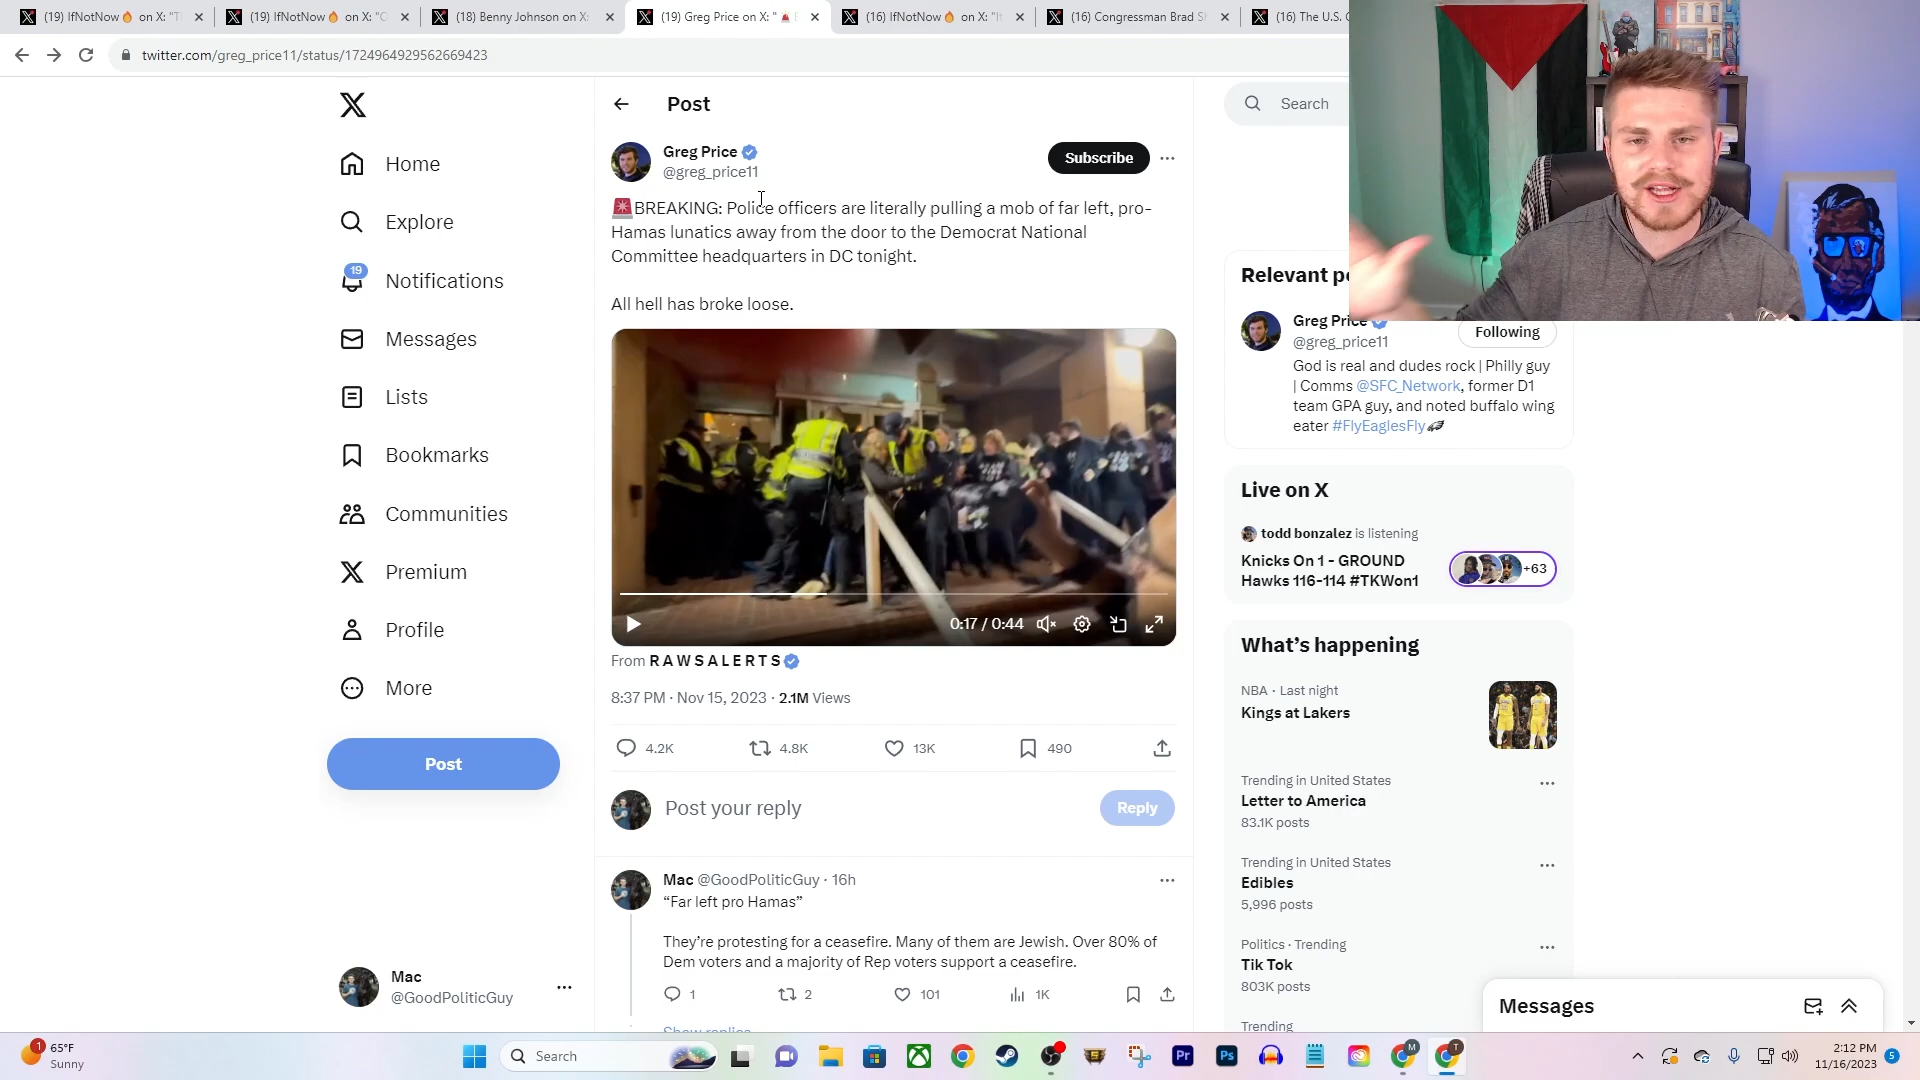 (19) IfNotNow🔥 on X: "T
(19) IfNotNow🔥 on X: "G
(18) Benny Johnson on X:
(19) Greg Price on X: "🚨
(16) IfNotNow🔥 on X: "It
(16) Congressman Brad Sh
(16) The U.S. C
twitter.com/greg_price11/status/1724964929562669423
Post
Search
Home
Explore
19
Notifications
Messages
Lists
Bookmarks
Communities
Premium
Profile
More
Post
Mac
@GoodPoliticGuy
Greg Price
@greg_price11
Subscribe
🚨BREAKING: Police officers are literally pulling a mob of far left, pro-
Hamas lunatics away from the door to the Democrat National
Committee headquarters in DC tonight.
All hell has broke loose.
0:17 / 0:44
From R A W S A L E R T S
8:37 PM · Nov 15, 2023 · 2.1M Views
4.2K 4.8K 13K 490
Post your reply
Reply
Mac @GoodPoliticGuy · 16h
“Far left pro Hamas”
They’re protesting for a ceasefire. Many of them are Jewish. Over 80% of
Dem voters and a majority of Rep voters support a ceasefire.
1 2 101 1K
Show replies
Relevant pe
Greg Price
@greg_price11
Following
God is real and dudes rock | Philly guy
| Comms @SFC_Network, former D1
team GPA guy, and noted buffalo wing
eater #FlyEaglesFly🦅
Live on X
todd bonzalez is listening
Knicks On 1 - GROUND
Hawks 116-114 #TKWon1
+63
What’s happening
NBA · Last night
Kings at Lakers
Trending in United States
Letter to America
83.1K posts
Trending in United States
Edibles
5,996 posts
Politics · Trending
Tik Tok
803K posts
Trending
Messages
1
65°F
Sunny
Search
Pr
Ps
M
T
2:12 PM
11/16/2023
5